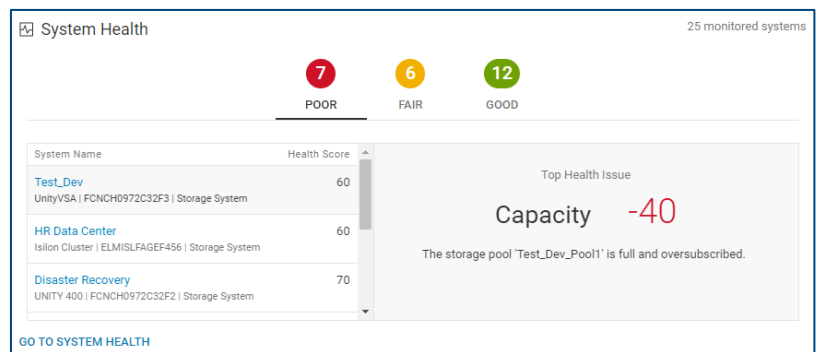 System Health
25 monitored systems
7
6
12
POOR
FAIR
GOOD
System Name
Health Score
Test_Dev
60
UnityVSA | FCNCH0972C32F3 | Storage System
HR Data Center
60
Isilon Cluster | ELMISLFAGEF456 | Storage System
Disaster Recovery
70
UNITY 400 | FCNCH0972C32F2 | Storage System
Top Health Issue
Capacity -40
The storage pool 'Test_Dev_Pool1' is full and oversubscribed.
GO TO SYSTEM HEALTH